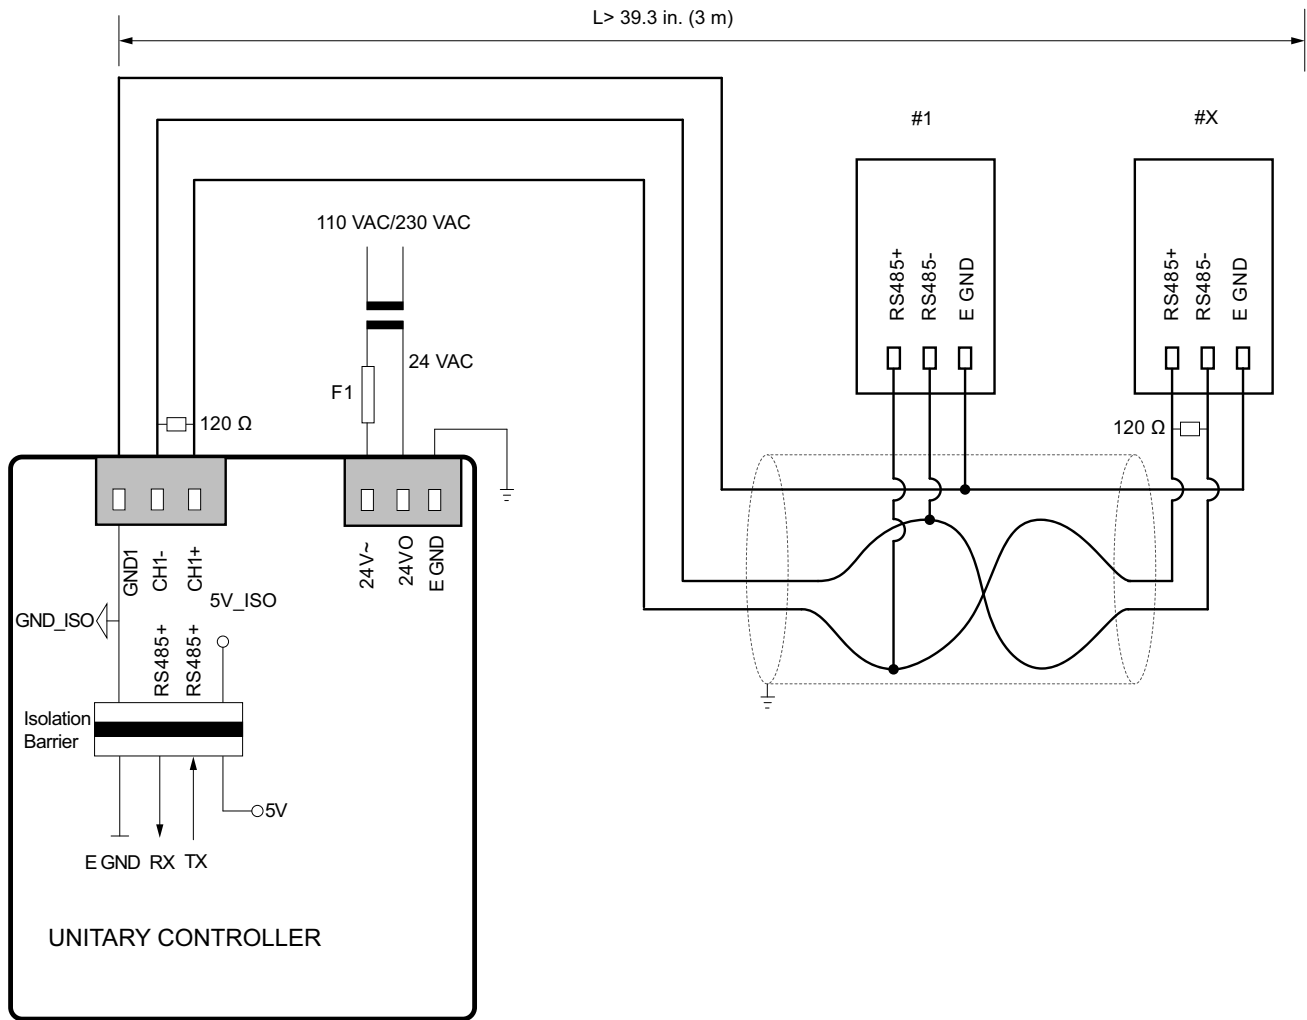 L> 39.3 in. (3 m)
#1
#X
110 VAC/230 VAC
RS485+
RS485-
E GND
RS485+
RS485-
E GND
24 VAC
F1
120 Ω
120 Ω
GND1
CH1-
CH1+
24V~
24VO
E GND
5V_ISO
GND_ISO
RS485+
RS485+
Isolation
Barrier
5V
E GND
RX
TX
UNITARY CONTROLLER